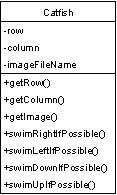 Catfish
-row
-column
-imageFileName
+getRow()
+getColumn()
+getImage()
+swimRightIfPossible()
+swimLeftIfPossible()
+swimDownIfPossible()
+swimUpIfPossible()